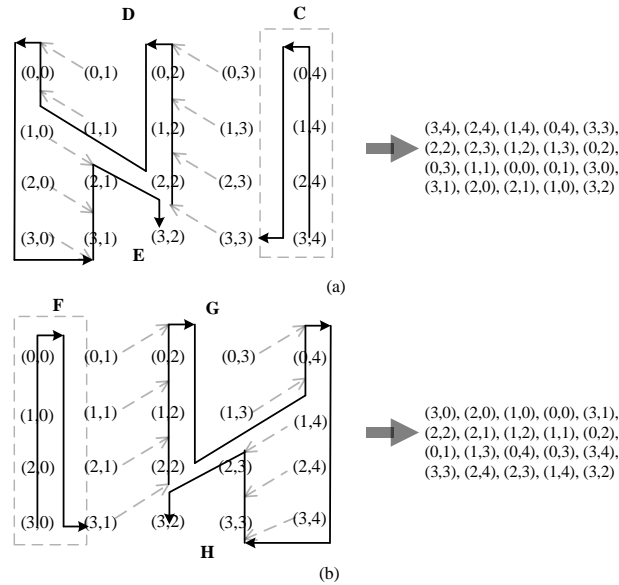 D
C
(0,0) (0,1) (0,2) (0,3) (0,4)
(1,0) (1,1) (1,2) (1,3) (1,4)
(2,0) (2,1) (2,2) (2,3) (2,4)
(3,0) (3,1) (3,2) (3,3) (3,4)
E
(3,4), (2,4), (1,4), (0,4), (3,3),
(2,2), (2,3), (1,2), (1,3), (0,2),
(0,3), (1,1), (0,0), (0,1), (3,0),
(3,1), (2,0), (2,1), (1,0), (3,2)
(a)
F
G
(0,0) (0,1) (0,2) (0,3) (0,4)
(1,0) (1,1) (1,2) (1,3) (1,4)
(2,0) (2,1) (2,2) (2,3) (2,4)
(3,0) (3,1) (3,2) (3,3) (3,4)
H
(3,0), (2,0), (1,0), (0,0), (3,1),
(2,2), (2,1), (1,2), (1,1), (0,2),
(0,1), (1,3), (0,4), (0,3), (3,4),
(3,3), (2,4), (2,3), (1,4), (3,2)
(b)